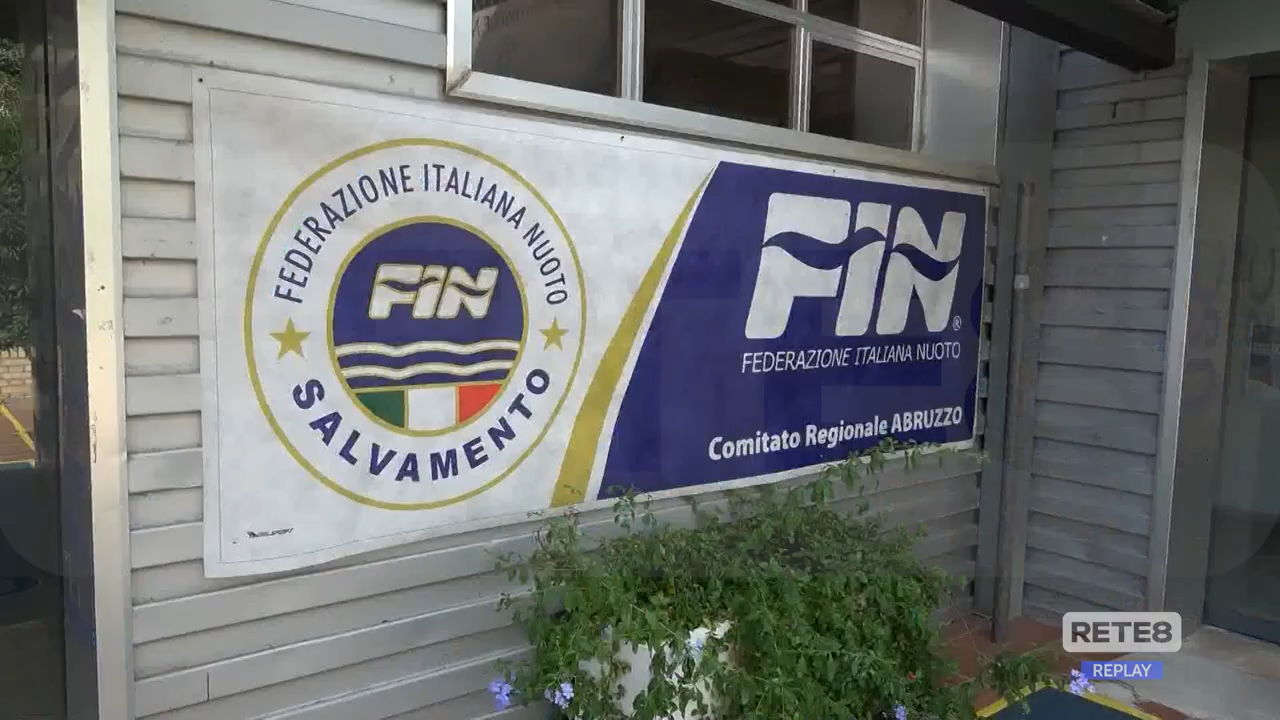 FEDERAZIONE ITALIANA NUOTO
FIN
SALVAMENTO
FIN®
FEDERAZIONE ITALIANA NUOTO
Comitato Regionale ABRUZZO
RETE8
REPLAY